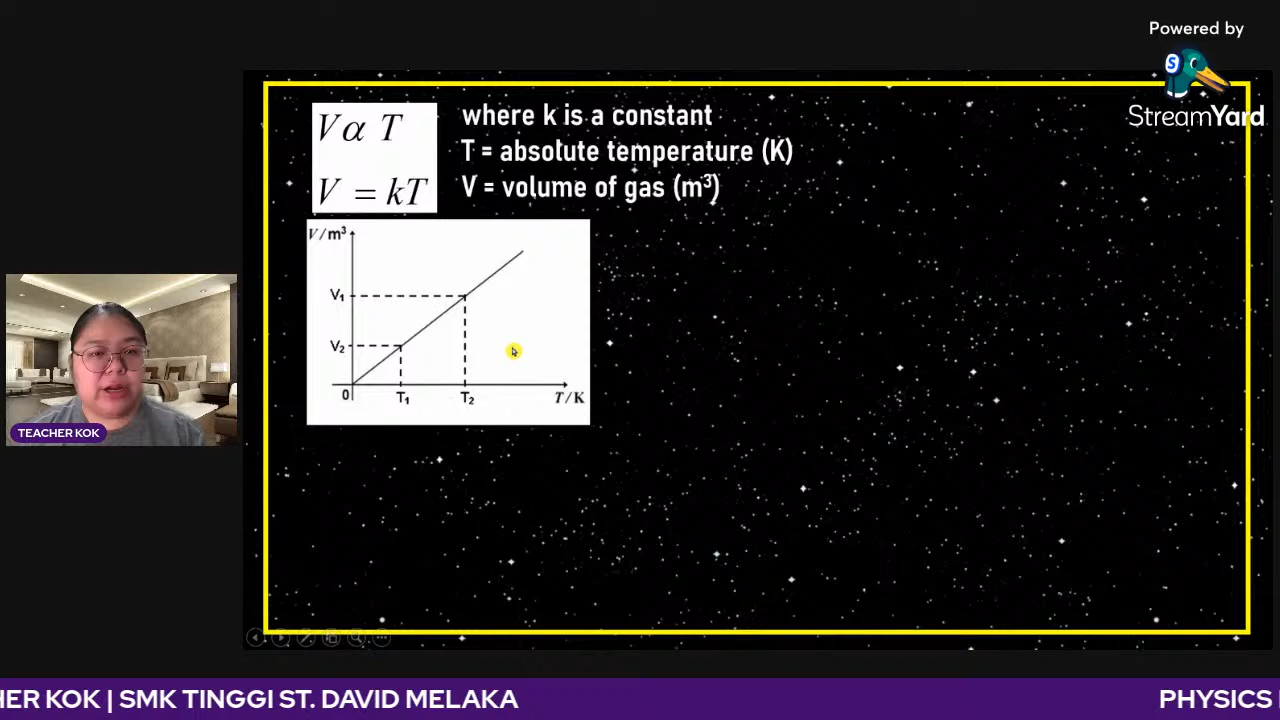 Powered by
StreamYard
V α T
V = kT
where k is a constant
T = absolute temperature (K)
V = volume of gas (m³)
V/m³
V₁
V₂
0
T₁
T₂
T/K
TEACHER KOK
HER KOK | SMK TINGGI ST. DAVID MELAKA
PHYSICS